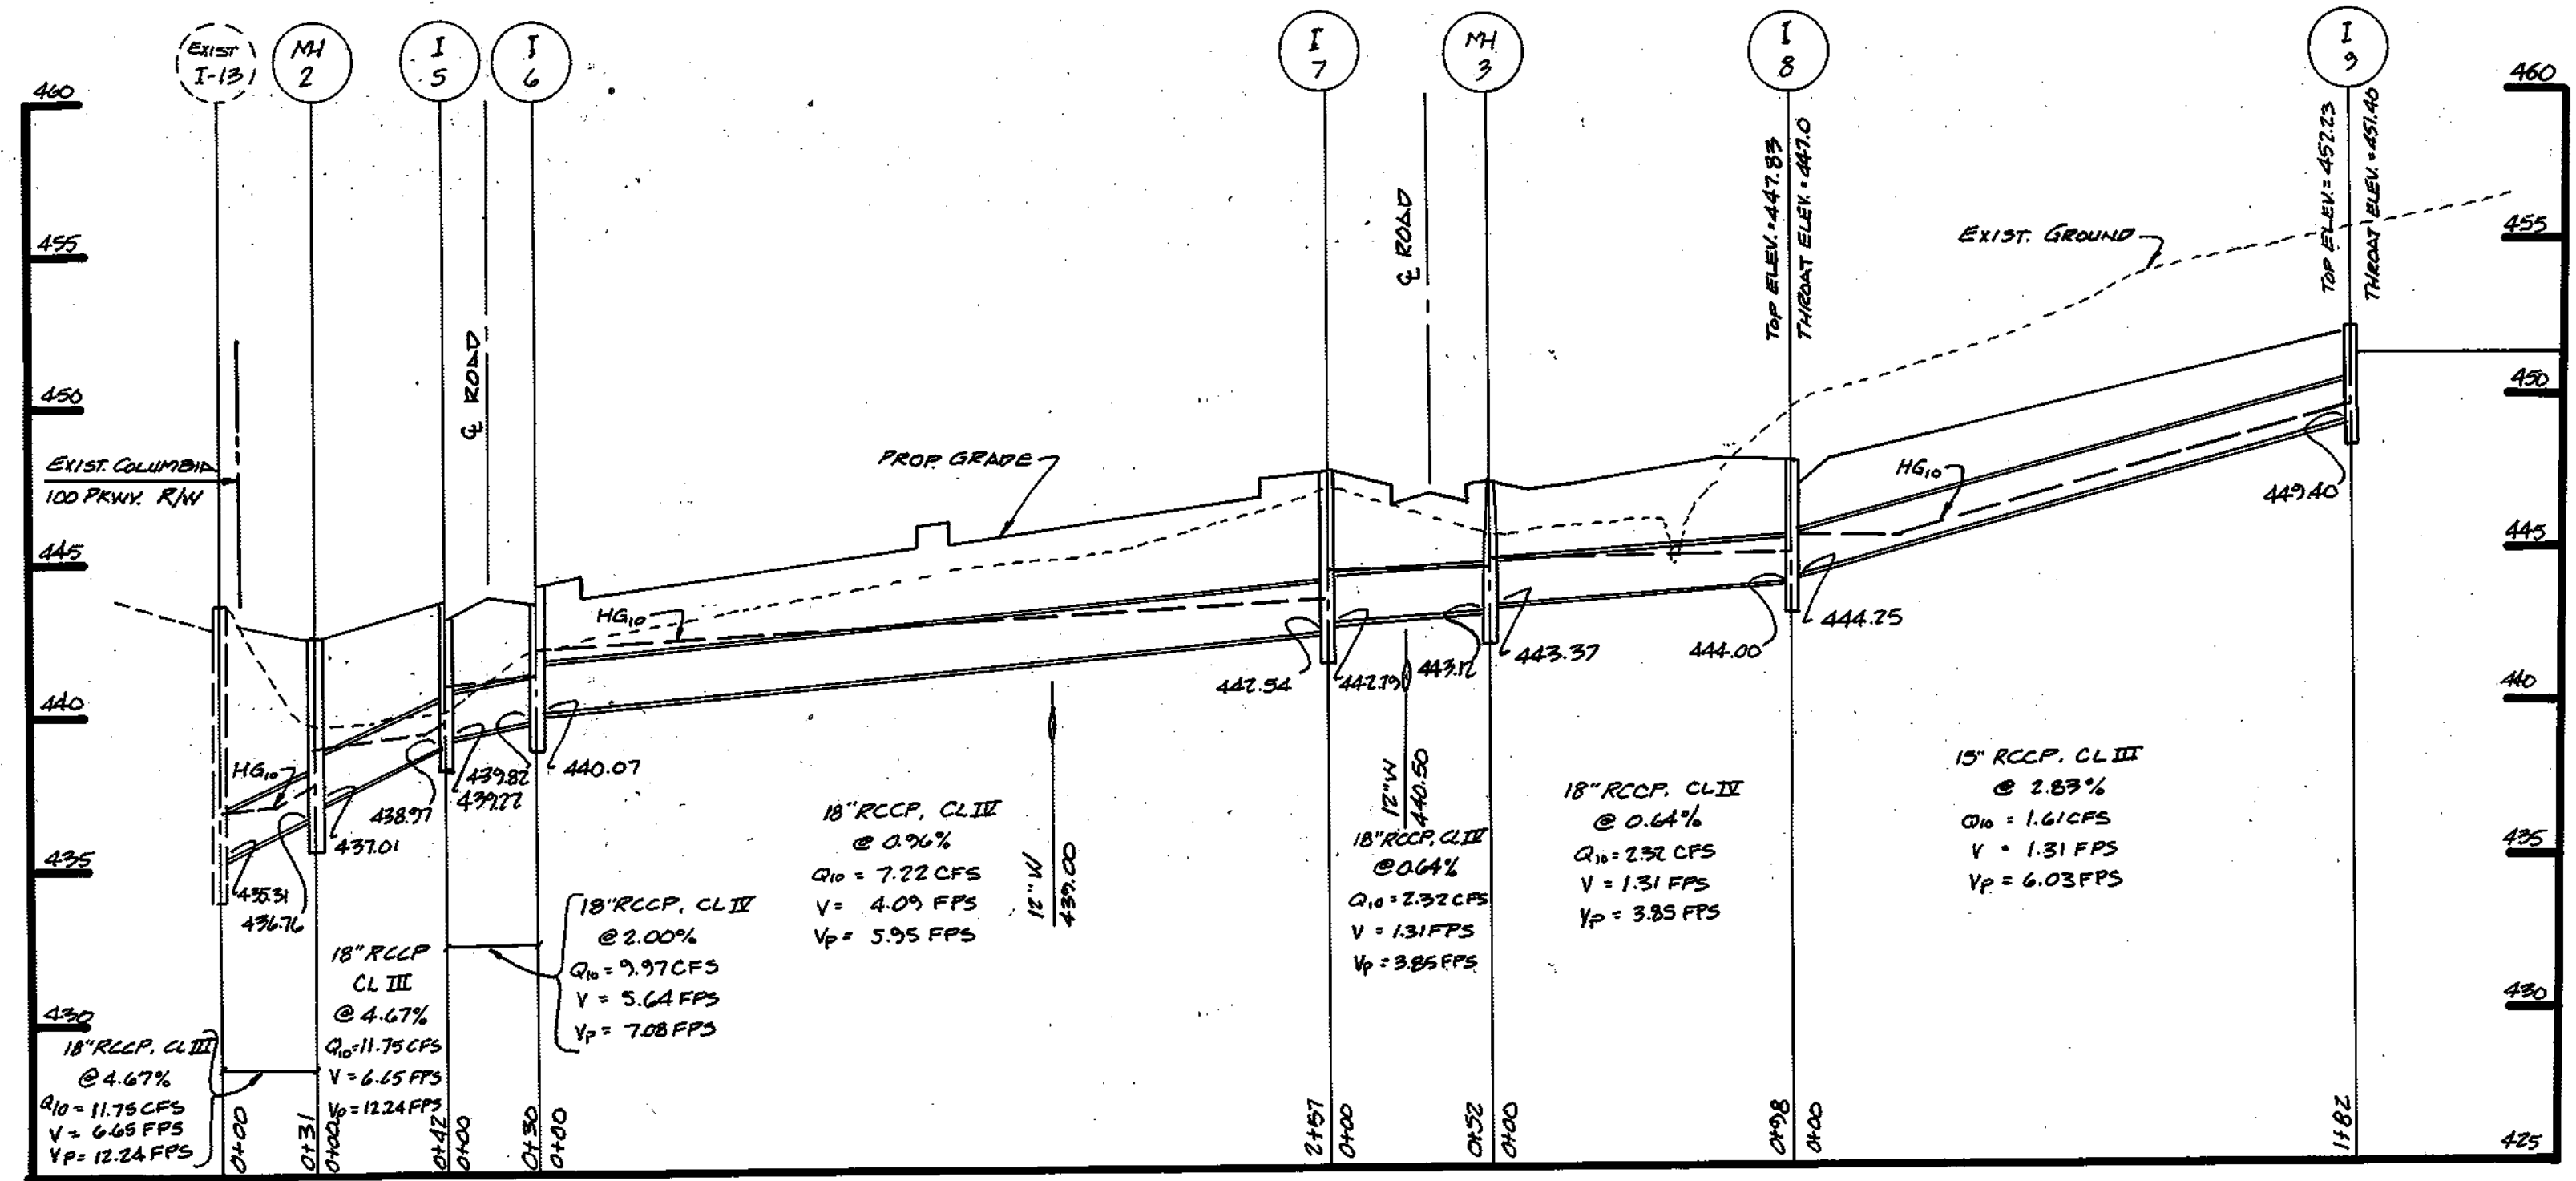 EXIST
I-13
MH
2
I
5
I
6
I
7
MH
3
I
8
I
9
460
455
450
445
440
435
430
460
455
450
445
440
435
430
425
EXIST. COLUMBIA
100 PKWY. R/W
℄ ROAD
℄ ROAD
PROP. GRADE
EXIST. GROUND
TOP ELEV. = 447.83
THROAT ELEV. = 447.0
TOP ELEV. = 452.23
THROAT ELEV. = 451.40
HG10
HG10
HG10
435.31
436.76
437.01
438.97
439.22
439.82
440.07
442.54
442.79
443.12
443.37
444.00
444.25
449.40
12" W
439.00
12" W
440.50
18" RCCP, CL III
@ 4.67%
Q10 = 11.75 CFS
V = 6.65 FPS
VP = 12.24 FPS
18" RCCP
CL III
@ 4.67%
Q10 = 11.75 CFS
V = 6.65 FPS
VP = 12.24 FPS
18" RCCP, CL IV
@ 2.00%
Q10 = 9.97 CFS
V = 5.64 FPS
VP = 7.08 FPS
18" RCCP, CL IV
@ 0.96%
Q10 = 7.22 CFS
V = 4.09 FPS
VP = 5.95 FPS
18" RCCP, CL IV
@ 0.64%
Q10 = 2.32 CFS
V = 1.31 FPS
VP = 3.85 FPS
18" RCCP, CL IV
@ 0.64%
Q10 = 2.32 CFS
V = 1.31 FPS
VP = 3.85 FPS
15" RCCP, CL III
@ 2.83%
Q10 = 1.61 CFS
V = 1.31 FPS
VP = 6.03 FPS
0+00
0+31
0+00
0+42
0+00
0+30
0+00
2+57
0+00
0+52
0+00
0+98
0+00
1+82